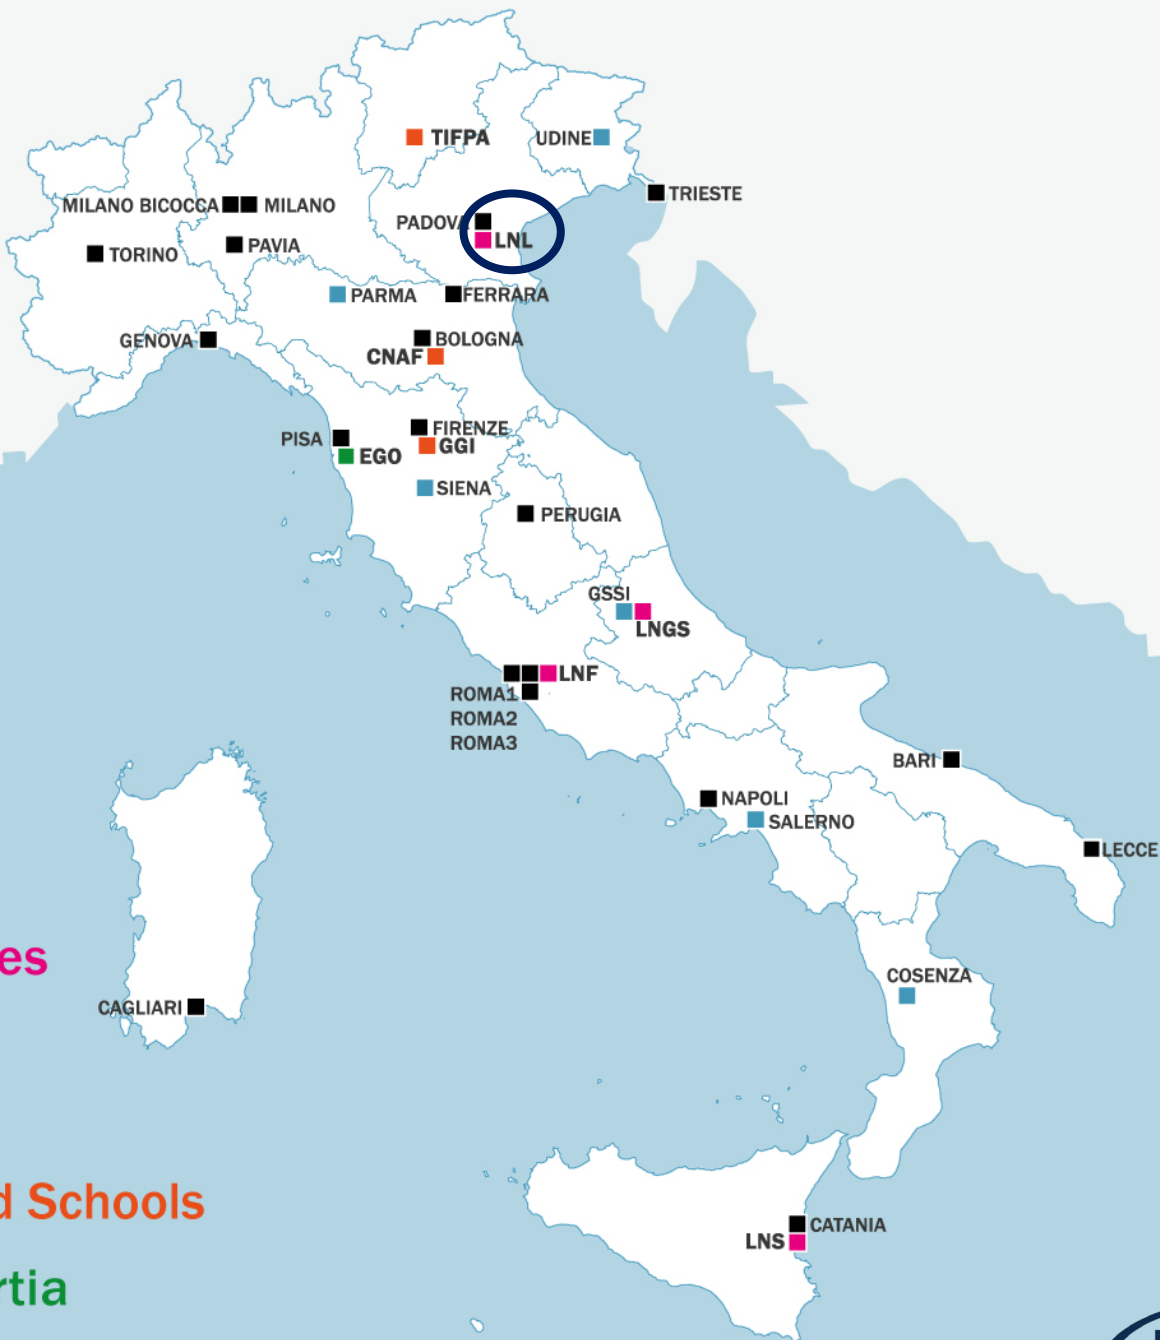 TIFPA
UDINE
TRIESTE
MILANO BICOCCA
MILANO
PADOVA
LNL
PAVIA
TORINO
PARMA
FERRARA
GENOVA
BOLOGNA
CNAF
FIRENZE
PISA
GGI
EGO
SIENA
PERUGIA
GSSI
LNGS
LNF
ROMA1
ROMA2
ROMA3
BARI
NAPOLI
SALERNO
LECCE
es
COSENZA
CAGLIARI
d Schools
CATANIA
LNS
rtia